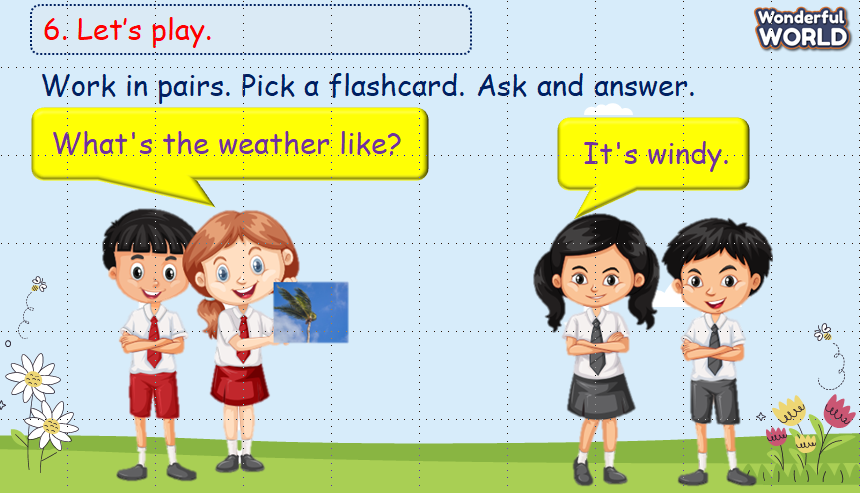 6. Let's play.
Wonderful
WORLD
Work in pairs. Pick a flashcard. Ask and answer.
What's the weather like?
It's windy.